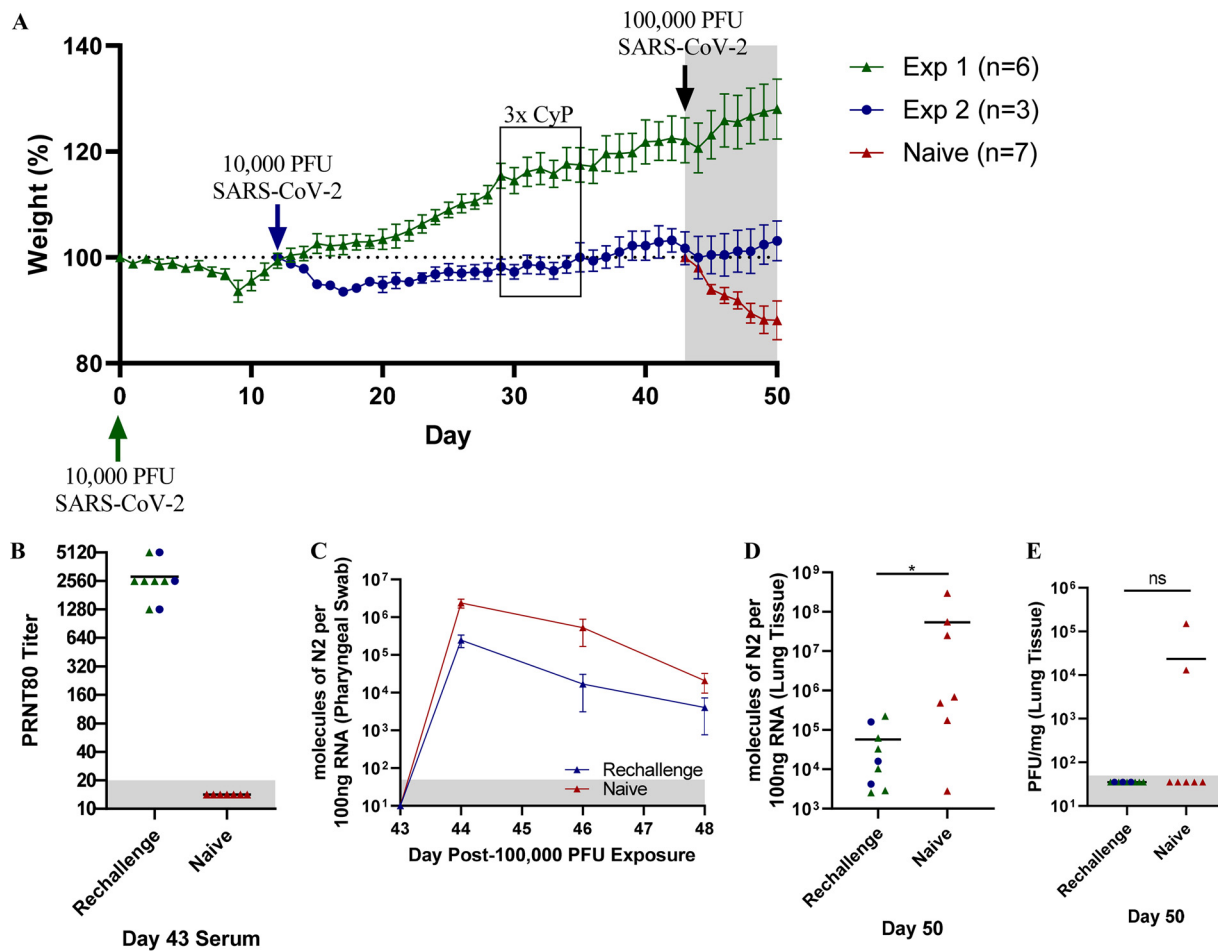 A
100,000 PFU
SARS-CoV-2
140
120
100
80
Weight (%)
10,000 PFU
SARS-CoV-2
3x CyP
Exp 1 (n=6)
Exp 2 (n=3)
Naive (n=7)
0 10 20 30 40 50
Day
10,000 PFU
SARS-CoV-2
B
5120
2560
1280
640
320
160
80
40
20
10
PRNT80 Titer
Rechallenge
Naive
Day 43 Serum
C
10^7
10^6
10^5
10^4
10^3
10^2
10^1
molecules of N2 per
100ng RNA (Pharyngeal Swab)
Rechallenge
Naive
43 44 45 46 47 48
Day Post-100,000 PFU Exposure
D
*
10^9
10^8
10^7
10^6
10^5
10^4
10^3
molecules of N2 per
100ng RNA (Lung Tissue)
Rechallenge
Naive
Day 50
E
ns
10^6
10^5
10^4
10^3
10^2
10^1
PFU/mg (Lung Tissue)
Rechallenge
Naive
Day 50